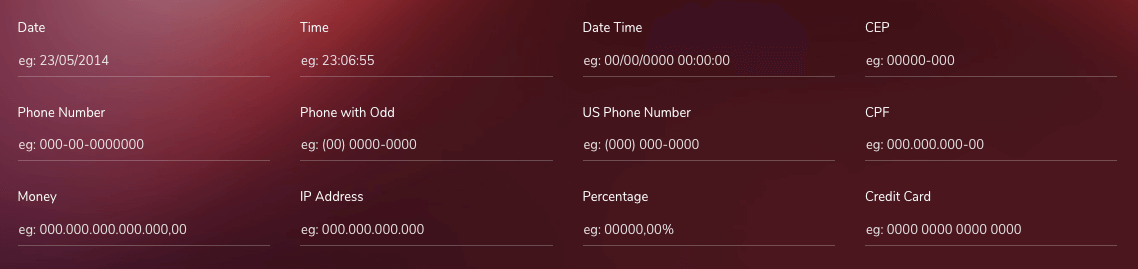 Date
Time
Date Time
CEP
eg: 23/05/2014
eg: 23:06:55
eg: 00/00/0000 00:00:00
eg: 00000-000
Phone Number
Phone with Odd
US Phone Number
CPF
eg: 000-00-0000000
eg: (00) 0000-0000
eg: (000) 000-0000
eg: 000.000.000-00
Money
IP Address
Percentage
Credit Card
eg: 000.000.000.000.000,00
eg: 000.000.000.000
eg: 00000,00%
eg: 0000 0000 0000 0000